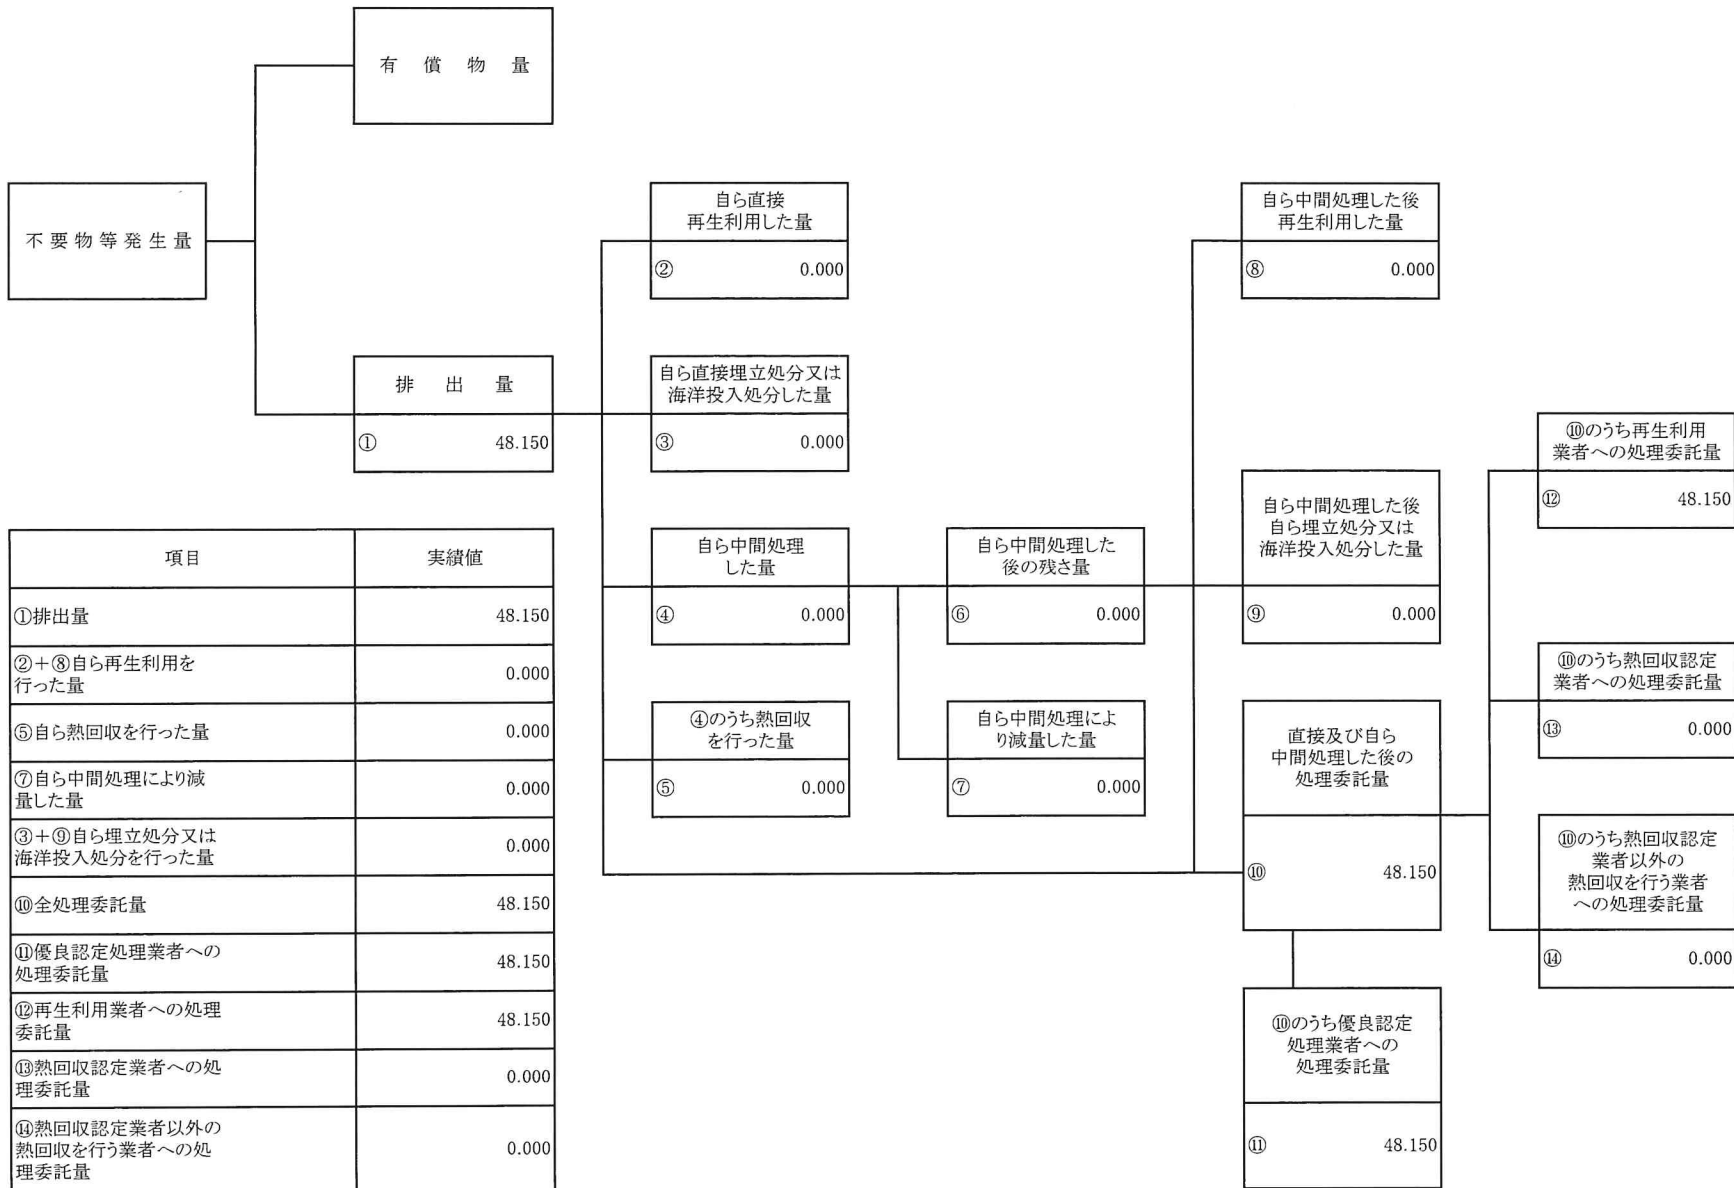 有償物量
不要物等発生量
排出量
① 48.150
自ら直接
再生利用した量
② 0.000
自ら直接埋立処分又は
海洋投入処分した量
③ 0.000
自ら中間処理
した量
④ 0.000
④のうち熱回収
を行った量
⑤ 0.000
自ら中間処理した
後の残さ量
⑥ 0.000
自ら中間処理によ
り減量した量
⑦ 0.000
自ら中間処理した後
再生利用した量
⑧ 0.000
自ら中間処理した後
自ら埋立処分又は
海洋投入処分した量
⑨ 0.000
直接及び自ら
中間処理した後の
処理委託量
⑩ 48.150
⑩のうち優良認定
処理業者への
処理委託量
⑪ 48.150
⑩のうち再生利用
業者への処理委託量
⑫ 48.150
⑩のうち熱回収認定
業者への処理委託量
⑬ 0.000
⑩のうち熱回収認定
業者以外の
熱回収を行う業者
への処理委託量
⑭ 0.000
項目 実績値
①排出量 48.150
②+⑧自ら再生利用を
行った量 0.000
⑤自ら熱回収を行った量 0.000
⑦自ら中間処理により減
量した量 0.000
③+⑨自ら埋立処分又は
海洋投入処分を行った量 0.000
⑩全処理委託量 48.150
⑪優良認定処理業者への
処理委託量 48.150
⑫再生利用業者への処理
委託量 48.150
⑬熱回収認定業者への処
理委託量 0.000
⑭熱回収認定業者以外の
熱回収を行う業者への処
理委託量 0.000